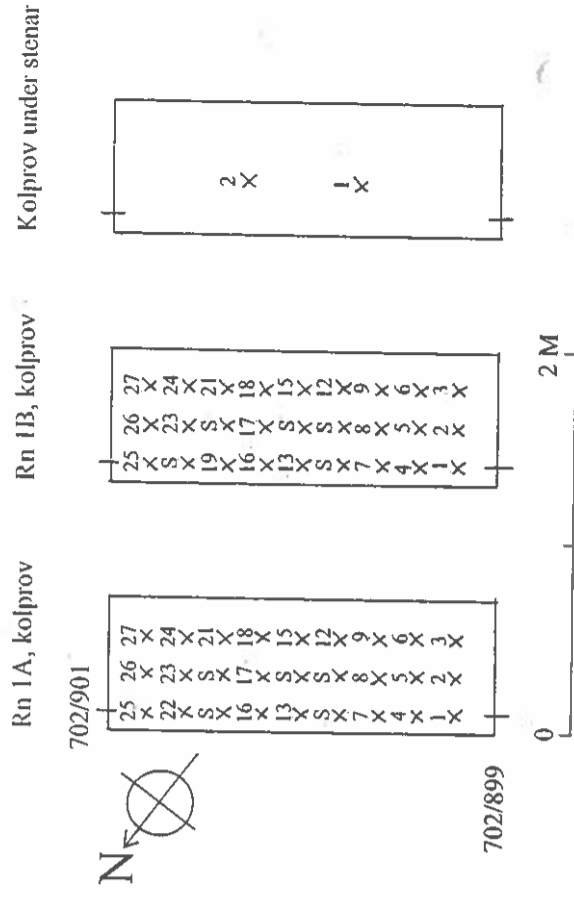 Rn 1A, kolprov
702/901
25 26 27
X X X
22 23 24
X X X
S S 21
X X X
16 17 18
X X X
13 S 15
X X X
S S 12
X X X
7 8 9
X X X
4 5 6
X X X
1 2 3
X X X
702/899
N
Rn 1B, kolprov
25 26 27
X X X
S 23 24
X X X
19 S 21
X X X
16 17 18
X X X
13 S 15
X X X
S S 12
X X X
7 8 9
X X X
4 5 6
X X X
1 2 3
X X X
Kolprov under stenar
2
X
1
X
0
2 M